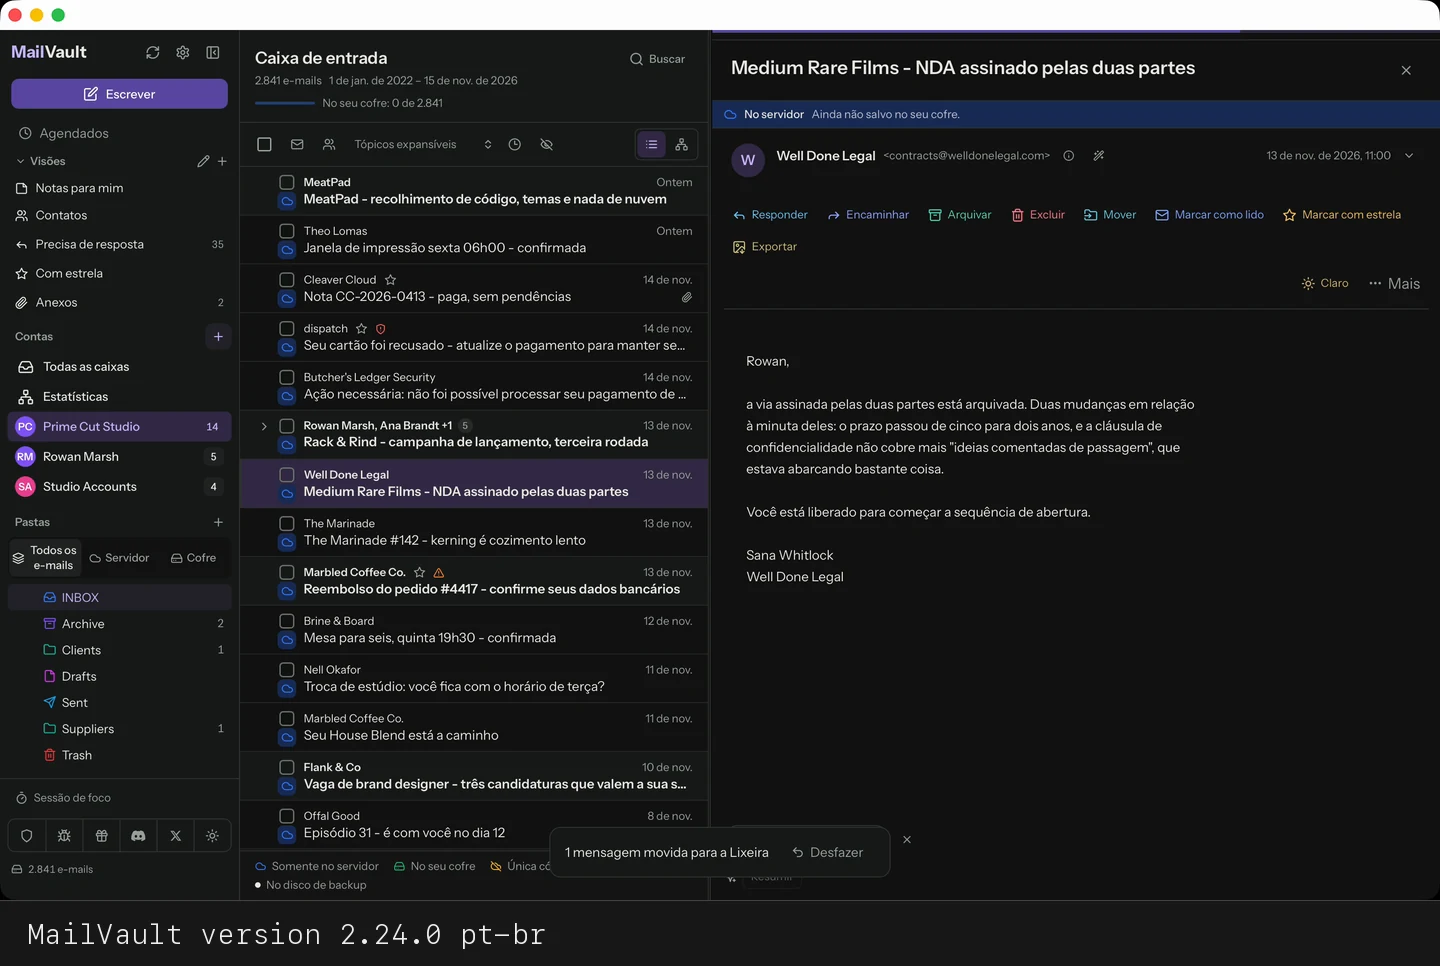 MailVault
Escrever
Agendados
Visões
Notas para mim
Contatos
Precisa de resposta 35
Com estrela
Anexos 2
Contas
Todas as caixas
Estatísticas
PC Prime Cut Studio 14
RM Rowan Marsh 5
SA Studio Accounts 4
Pastas
Todos os e-mails
Servidor
Cofre
INBOX
Archive 2
Clients 1
Drafts
Sent
Suppliers 1
Trash
Sessão de foco
2.841 e-mails
Caixa de entrada
Buscar
2.841 e-mails 1 de jan. de 2022 – 15 de nov. de 2026
No seu cofre: 0 de 2.841
Tópicos expansíveis
MeatPad Ontem
MeatPad - recolhimento de código, temas e nada de nuvem
Theo Lomas Ontem
Janela de impressão sexta 06h00 - confirmada
Cleaver Cloud 14 de nov.
Nota CC-2026-0413 - paga, sem pendências
dispatch 14 de nov.
Seu cartão foi recusado - atualize o pagamento para manter se...
Butcher's Ledger Security 14 de nov.
Ação necessária: não foi possível processar seu pagamento de ...
Rowan Marsh, Ana Brandt +1 5 13 de nov.
Rack & Rind - campanha de lançamento, terceira rodada
Well Done Legal 13 de nov.
Medium Rare Films - NDA assinado pelas duas partes
The Marinade 13 de nov.
The Marinade #142 - kerning é cozimento lento
Marbled Coffee Co. 13 de nov.
Reembolso do pedido #4417 - confirme seus dados bancários
Brine & Board 12 de nov.
Mesa para seis, quinta 19h30 - confirmada
Nell Okafor 11 de nov.
Troca de estúdio: você fica com o horário de terça?
Marbled Coffee Co. 11 de nov.
Seu House Blend está a caminho
Flank & Co 10 de nov.
Vaga de brand designer - três candidaturas que valem a sua s...
Offal Good 8 de nov.
Episódio 31 - é com você no dia 12
Somente no servidor No seu cofre Única
No disco de backup
Medium Rare Films - NDA assinado pelas duas partes
No servidor Ainda não salvo no seu cofre.
W Well Done Legal <contracts@welldonelegal.com> 13 de nov. de 2026, 11:00
Responder Encaminhar Arquivar Excluir Mover Marcar como lido Marcar com estrela
Exportar
Claro Mais
Rowan,
a via assinada pelas duas partes está arquivada. Duas mudanças em relação
à minuta deles: o prazo passou de cinco para dois anos, e a cláusula de
confidencialidade não cobre mais "ideias comentadas de passagem", que
estava abarcando bastante coisa.
Você está liberado para começar a sequência de abertura.
Sana Whitlock
Well Done Legal
1 mensagem movida para a Lixeira Desfazer
MailVault version 2.24.0 pt-br